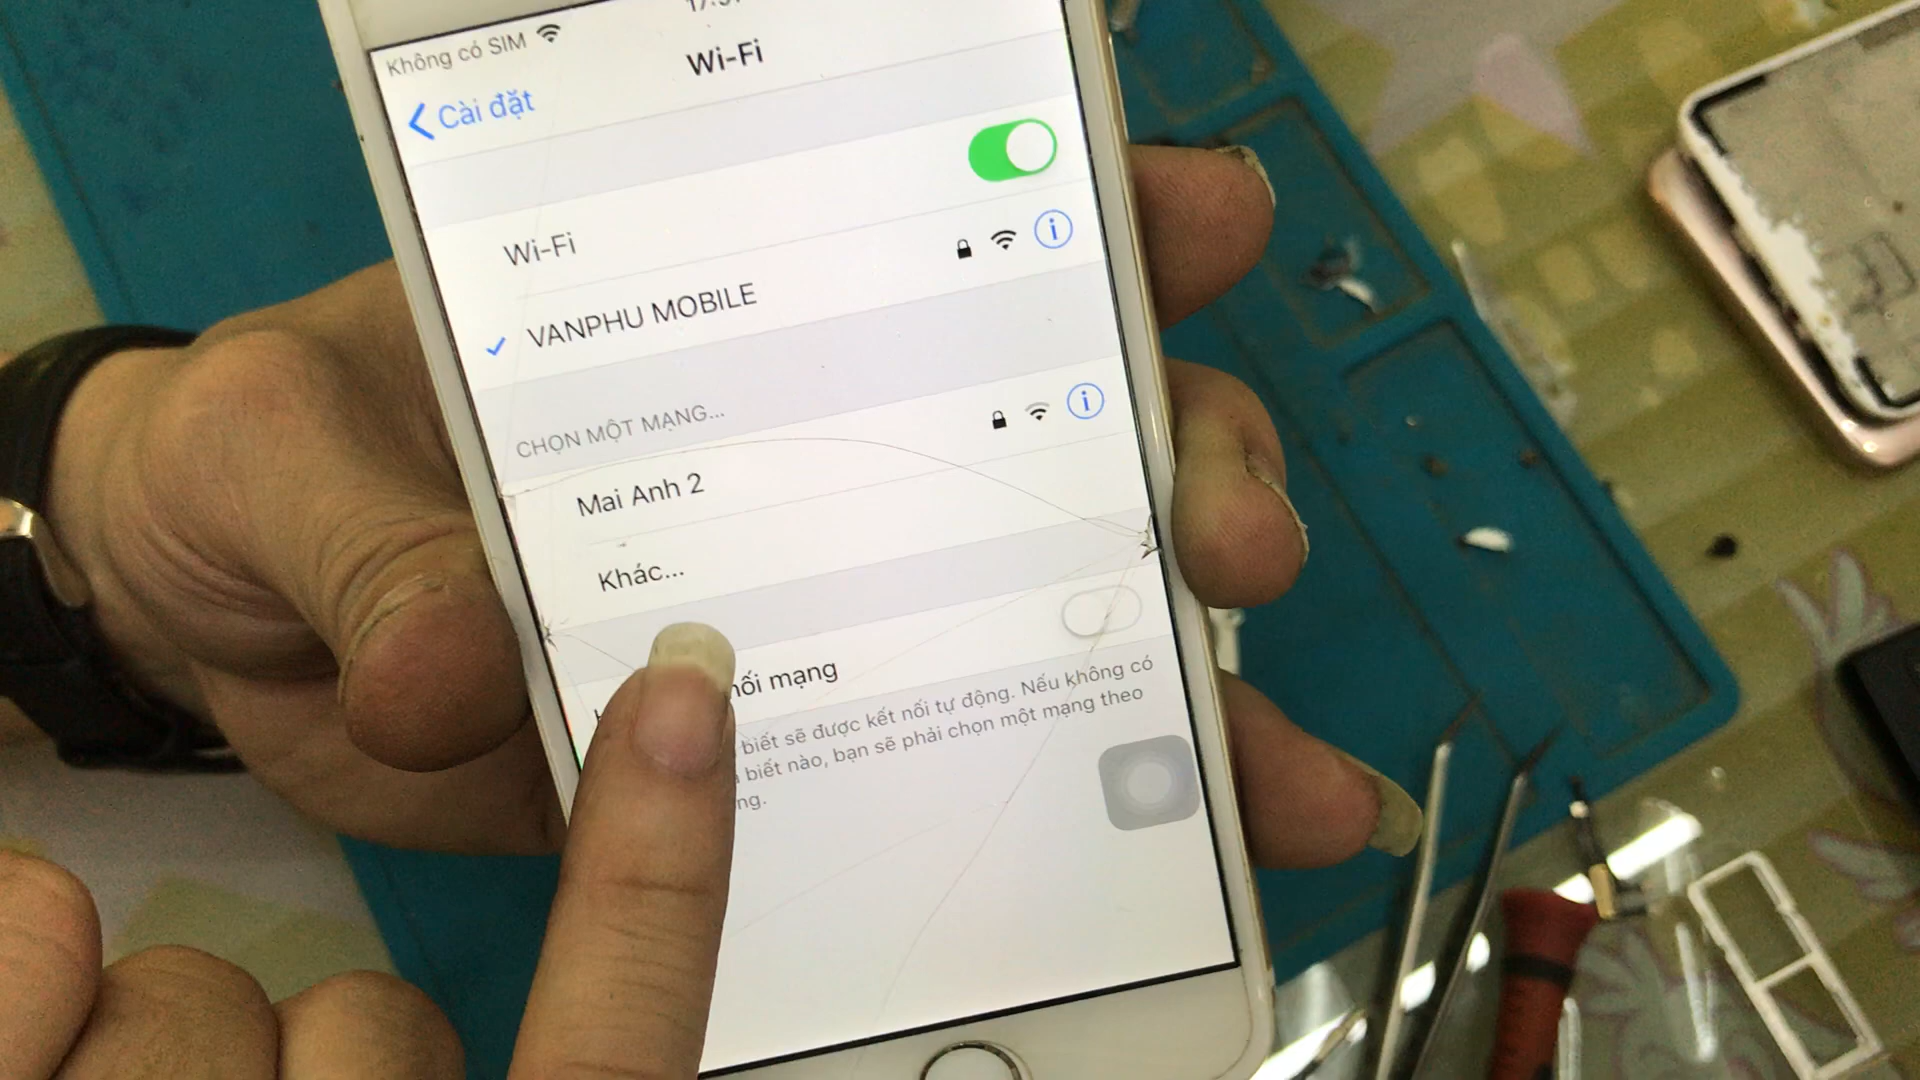 Không có SIM
Cài đặt
Wi-Fi
Wi-Fi
VANPHU MOBILE
CHỌN MỘT MẠNG...
Mai Anh 2
Khác...
nối mạng
biết sẽ được kết nối tự động. Nếu không có
biết nào, bạn sẽ phải chọn một mạng theo
ng.